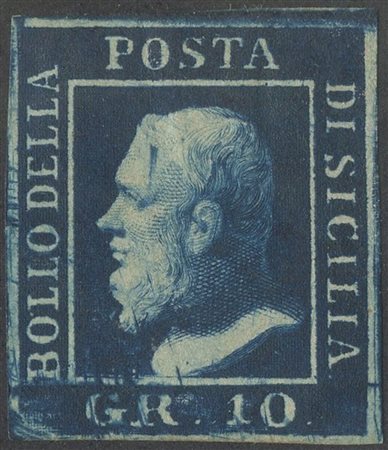 BOLLO DELLA
POSTA
DI SICILIA
GR. 10.